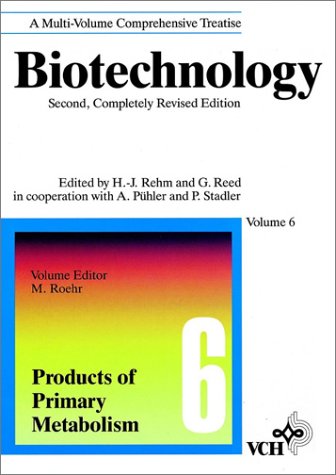 A Multi-Volume Comprehensive Treatise
Biotechnology
Second, Completely Revised Edition
Edited by H.-J. Rehm and G. Reed
in cooperation with A. Pühler and P. Stadler
Volume 6
Volume Editor
M. Roehr
6
Products of
Primary
Metabolism
VCH